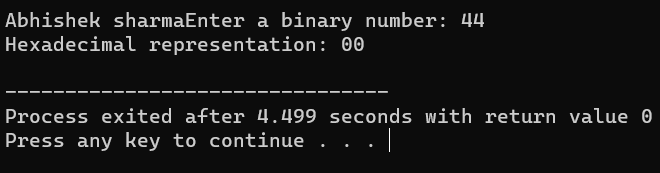 Abhishek sharmaEnter a binary number: 44
Hexadecimal representation: 00
--------------------------------
Process exited after 4.499 seconds with return value 0
Press any key to continue . . .